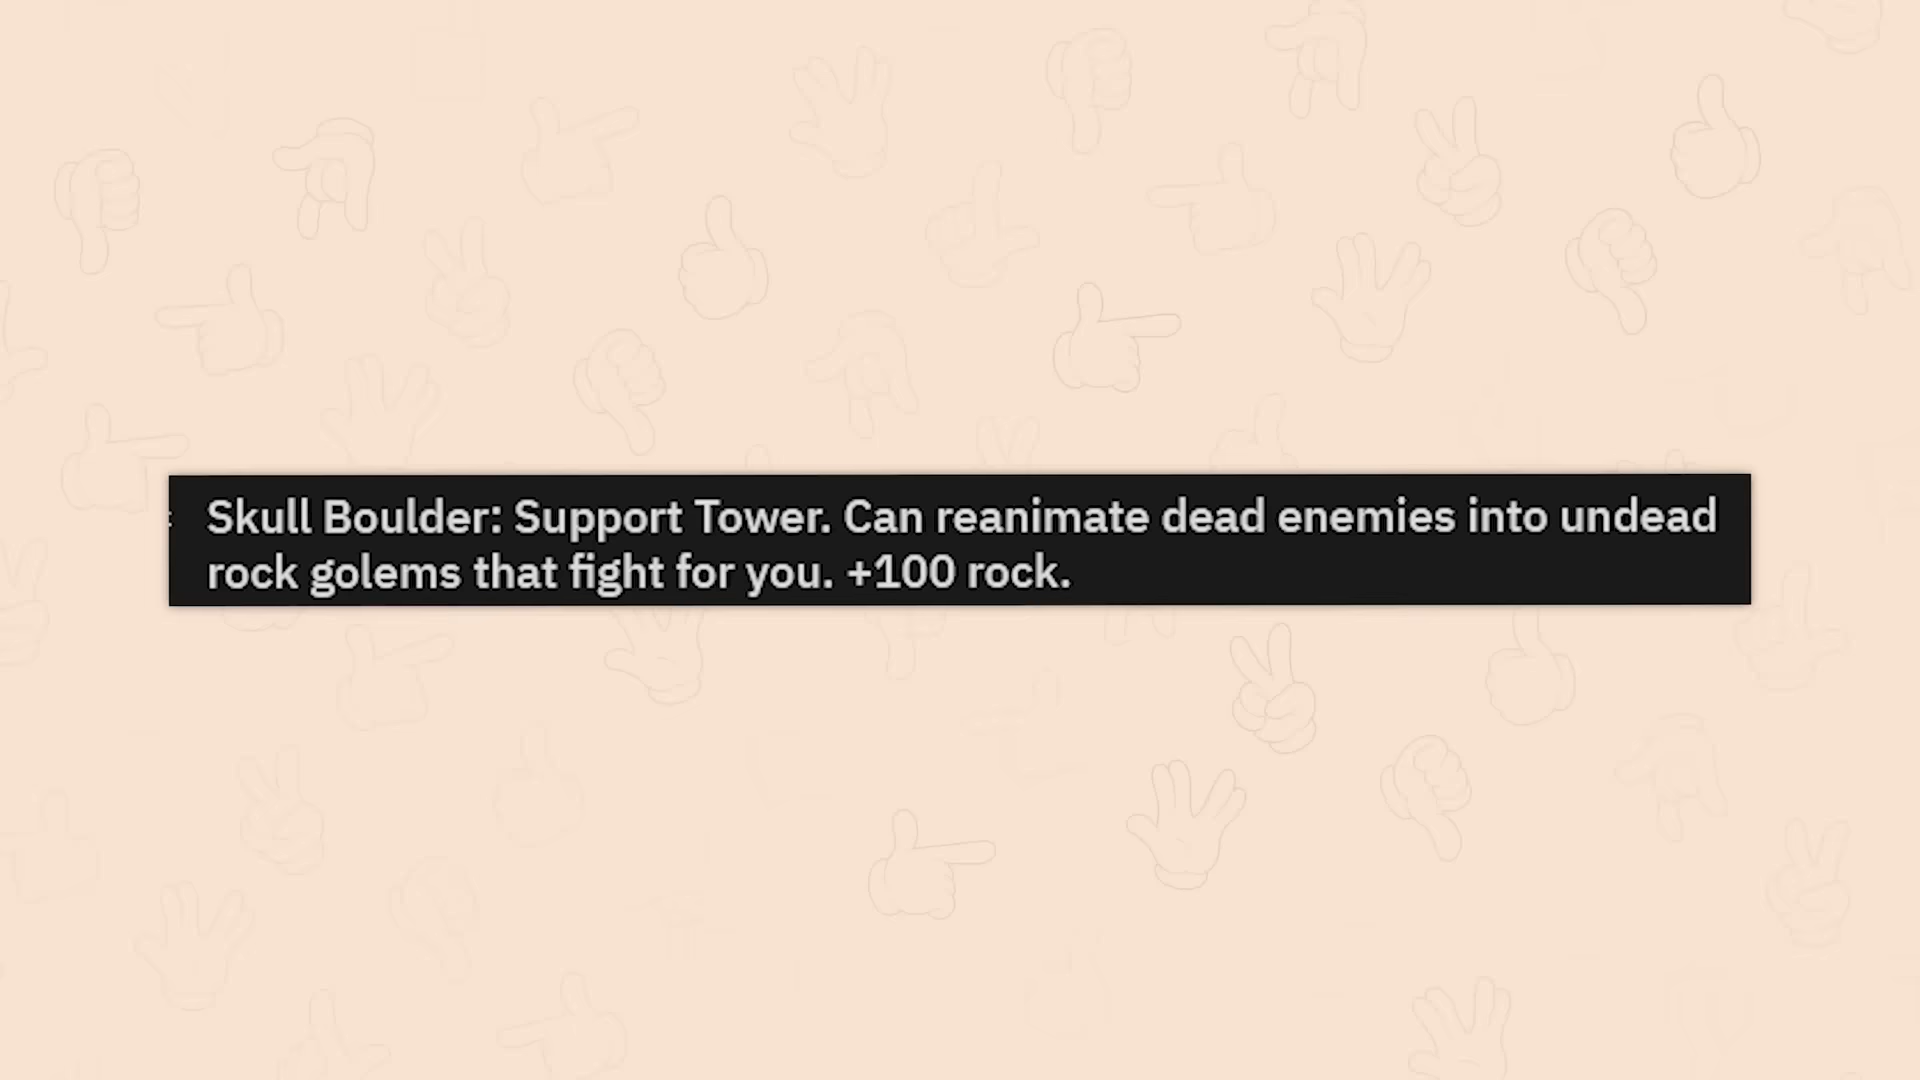 Skull Boulder: Support Tower. Can reanimate dead enemies into undead
rock golems that fight for you. +100 rock.